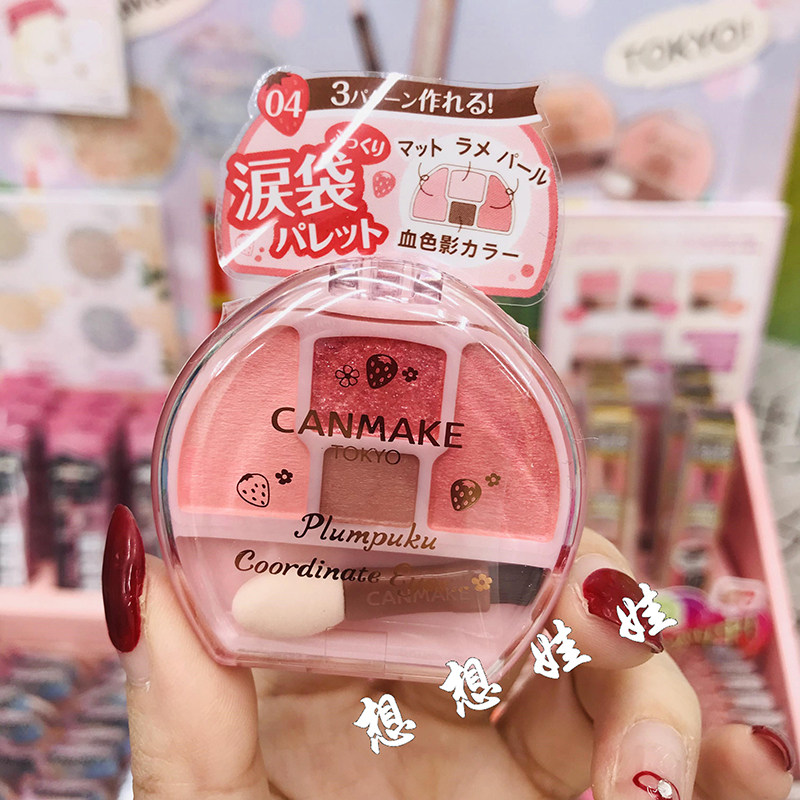 TOKYO!
04
3パターン作れる!
ぷっくり
涙袋
パレット
マット ラメ パール
血色影カラー
CANMAKE
TOKYO
Plumpuku
Coordinate
CANMAKE
想想娃娃